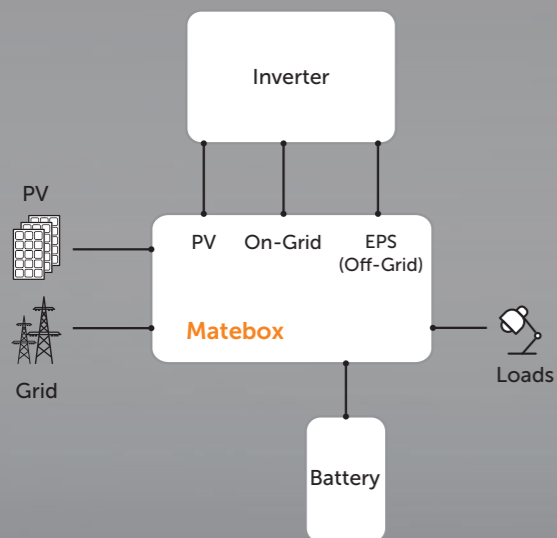 Inverter
PV
PV On-Grid EPS
(Off-Grid)
Matebox
Grid
Loads
Battery